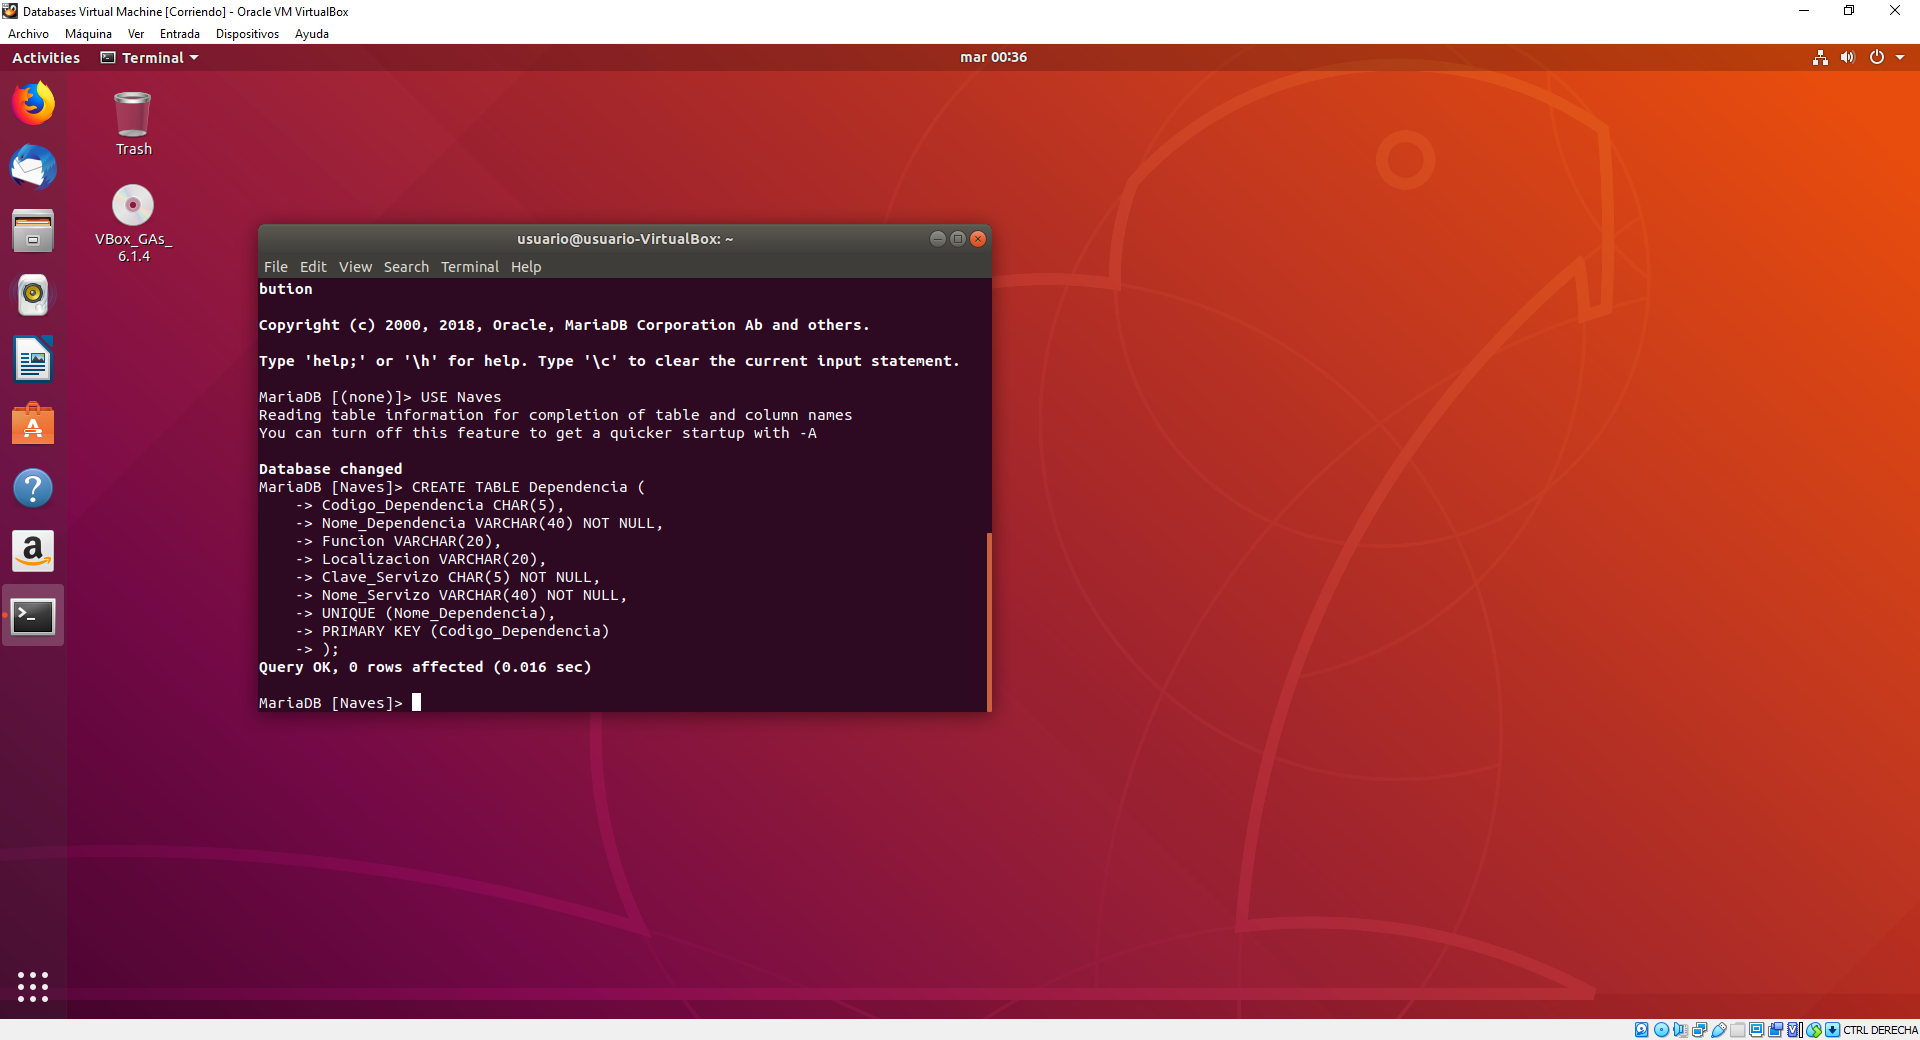 Databases Virtual Machine [Corriendo] - Oracle VM VirtualBox
Archivo Máquina Ver Entrada Dispositivos Ayuda
Activities Terminal mar 00:36
Trash
VBox_GAs_
6.1.4
usuario@usuario-VirtualBox: ~
File Edit View Search Terminal Help
bution
Copyright (c) 2000, 2018, Oracle, MariaDB Corporation Ab and others.
Type 'help;' or '\h' for help. Type '\c' to clear the current input statement.
MariaDB [(none)]> USE Naves
Reading table information for completion of table and column names
You can turn off this feature to get a quicker startup with -A
Database changed
MariaDB [Naves]> CREATE TABLE Dependencia (
-> Codigo_Dependencia CHAR(5),
-> Nome_Dependencia VARCHAR(40) NOT NULL,
-> Funcion VARCHAR(20),
-> Localizacion VARCHAR(20),
-> Clave_Servizo CHAR(5) NOT NULL,
-> Nome_Servizo VARCHAR(40) NOT NULL,
-> UNIQUE (Nome_Dependencia),
-> PRIMARY KEY (Codigo_Dependencia)
-> );
Query OK, 0 rows affected (0.016 sec)
MariaDB [Naves]>
CTRL DERECHA